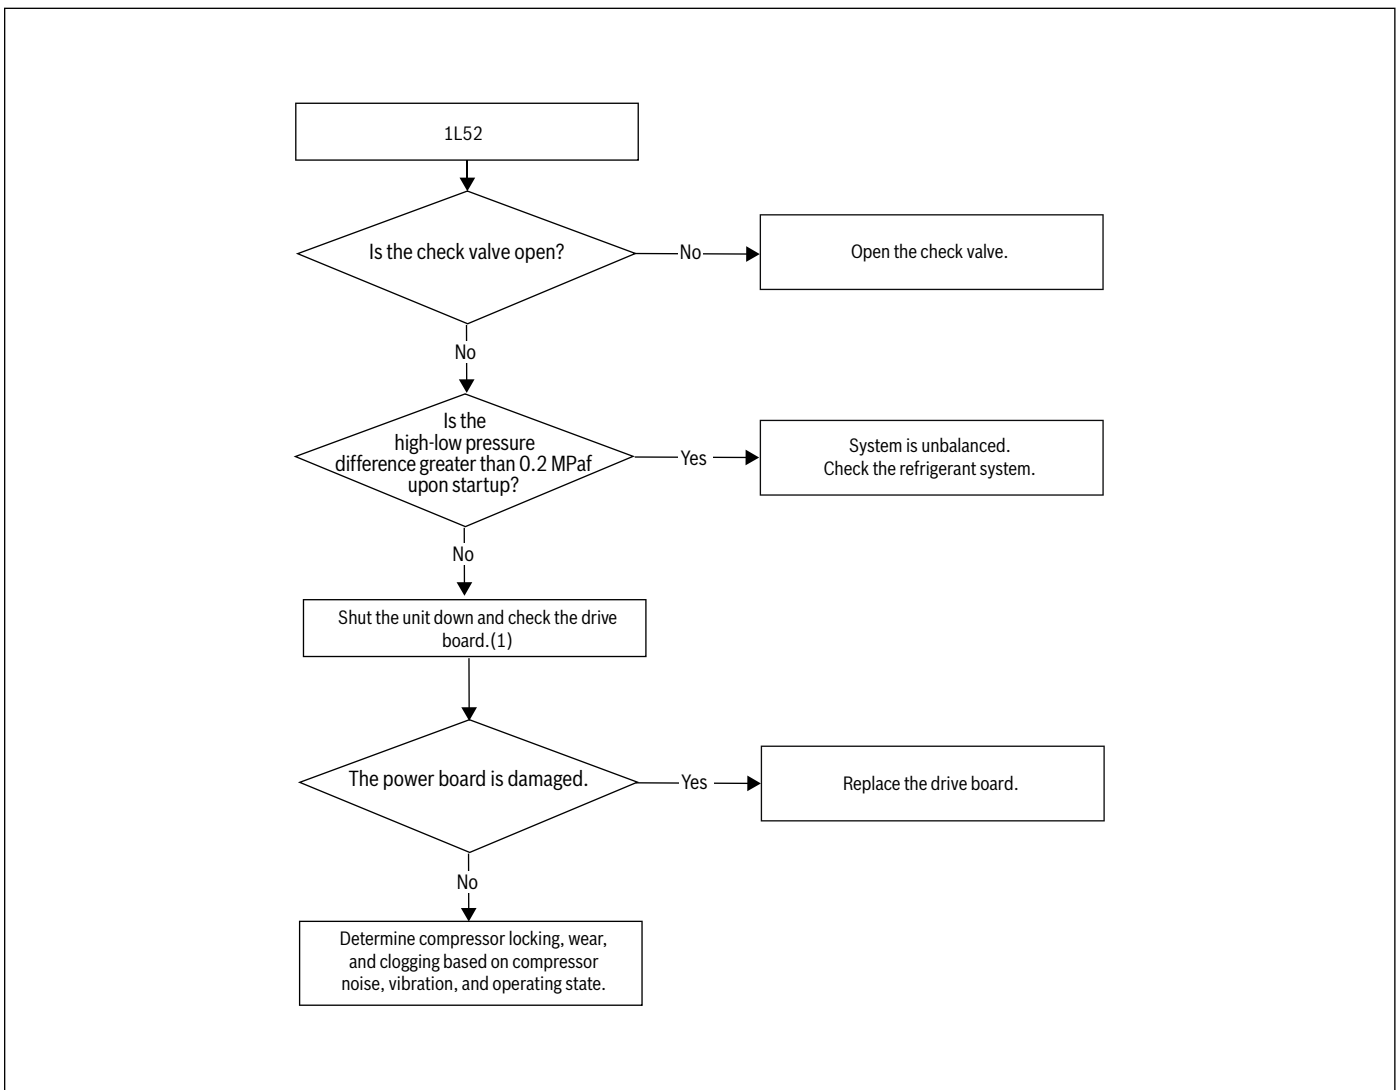 1L52
Is the check valve open?
No
Open the check valve.
No
Is the
high-low pressure
difference greater than 0.2 MPaf
upon startup?
Yes
System is unbalanced.
Check the refrigerant system.
No
Shut the unit down and check the drive
board.(1)
The power board is damaged.
Yes
Replace the drive board.
No
Determine compressor locking, wear,
and clogging based on compressor
noise, vibration, and operating state.